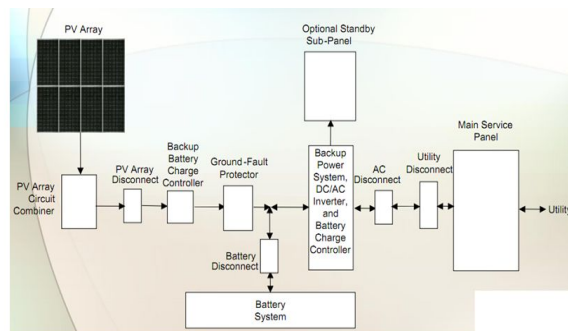 PV Array
Optional Standby
Sub-Panel
Main Service
Panel
Backup
Battery
Charge
Controller
PV Array
Disconnect
Ground-Fault
Protector
Backup
Power
System,
DC/AC
Inverter,
and
Battery
Charge
Controller
AC
Disconnect
Utility
Disconnect
PV Array
Circuit
Combiner
Utility
Battery
Disconnect
Battery
System